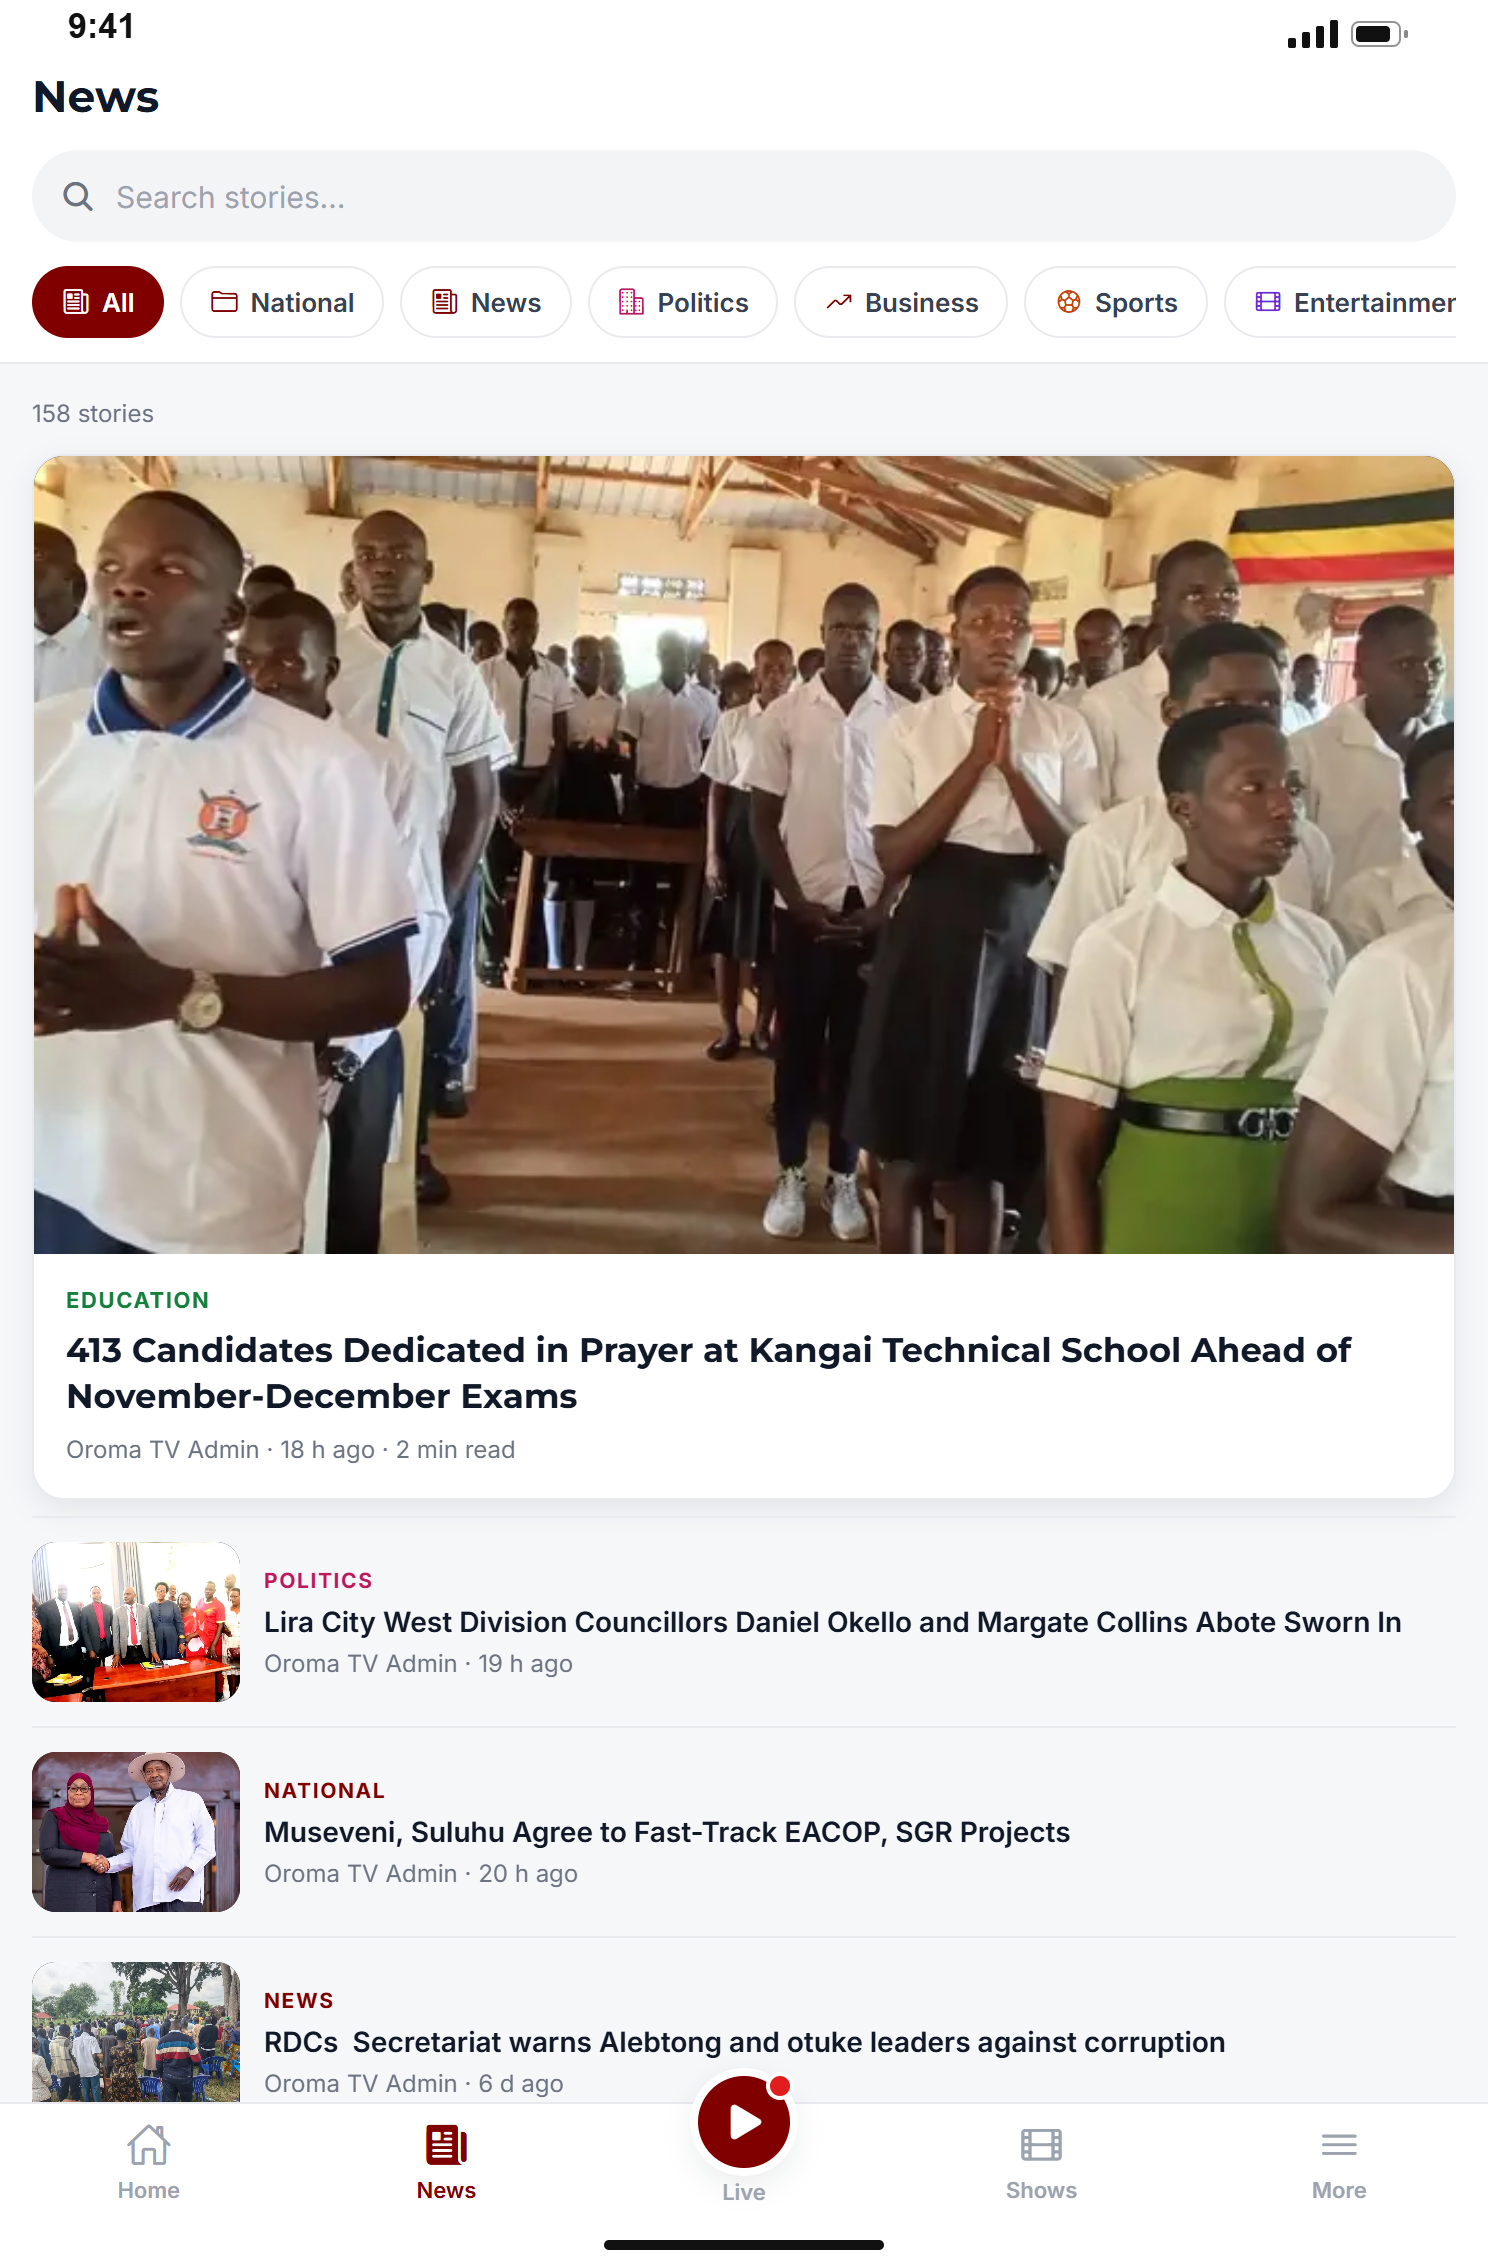 9:41
News
Search stories...
All
National
News
Politics
Business
Sports
Entertainmen
158 stories
EDUCATION
413 Candidates Dedicated in Prayer at Kangai Technical School Ahead of
November-December Exams
Oroma TV Admin · 18 h ago · 2 min read
POLITICS
Lira City West Division Councillors Daniel Okello and Margate Collins Abote Sworn In
Oroma TV Admin · 19 h ago
NATIONAL
Museveni, Suluhu Agree to Fast-Track EACOP, SGR Projects
Oroma TV Admin · 20 h ago
NEWS
RDCs  Secretariat warns Alebtong and otuke leaders against corruption
Oroma TV Admin · 6 d ago
Home
News
Live
Shows
More